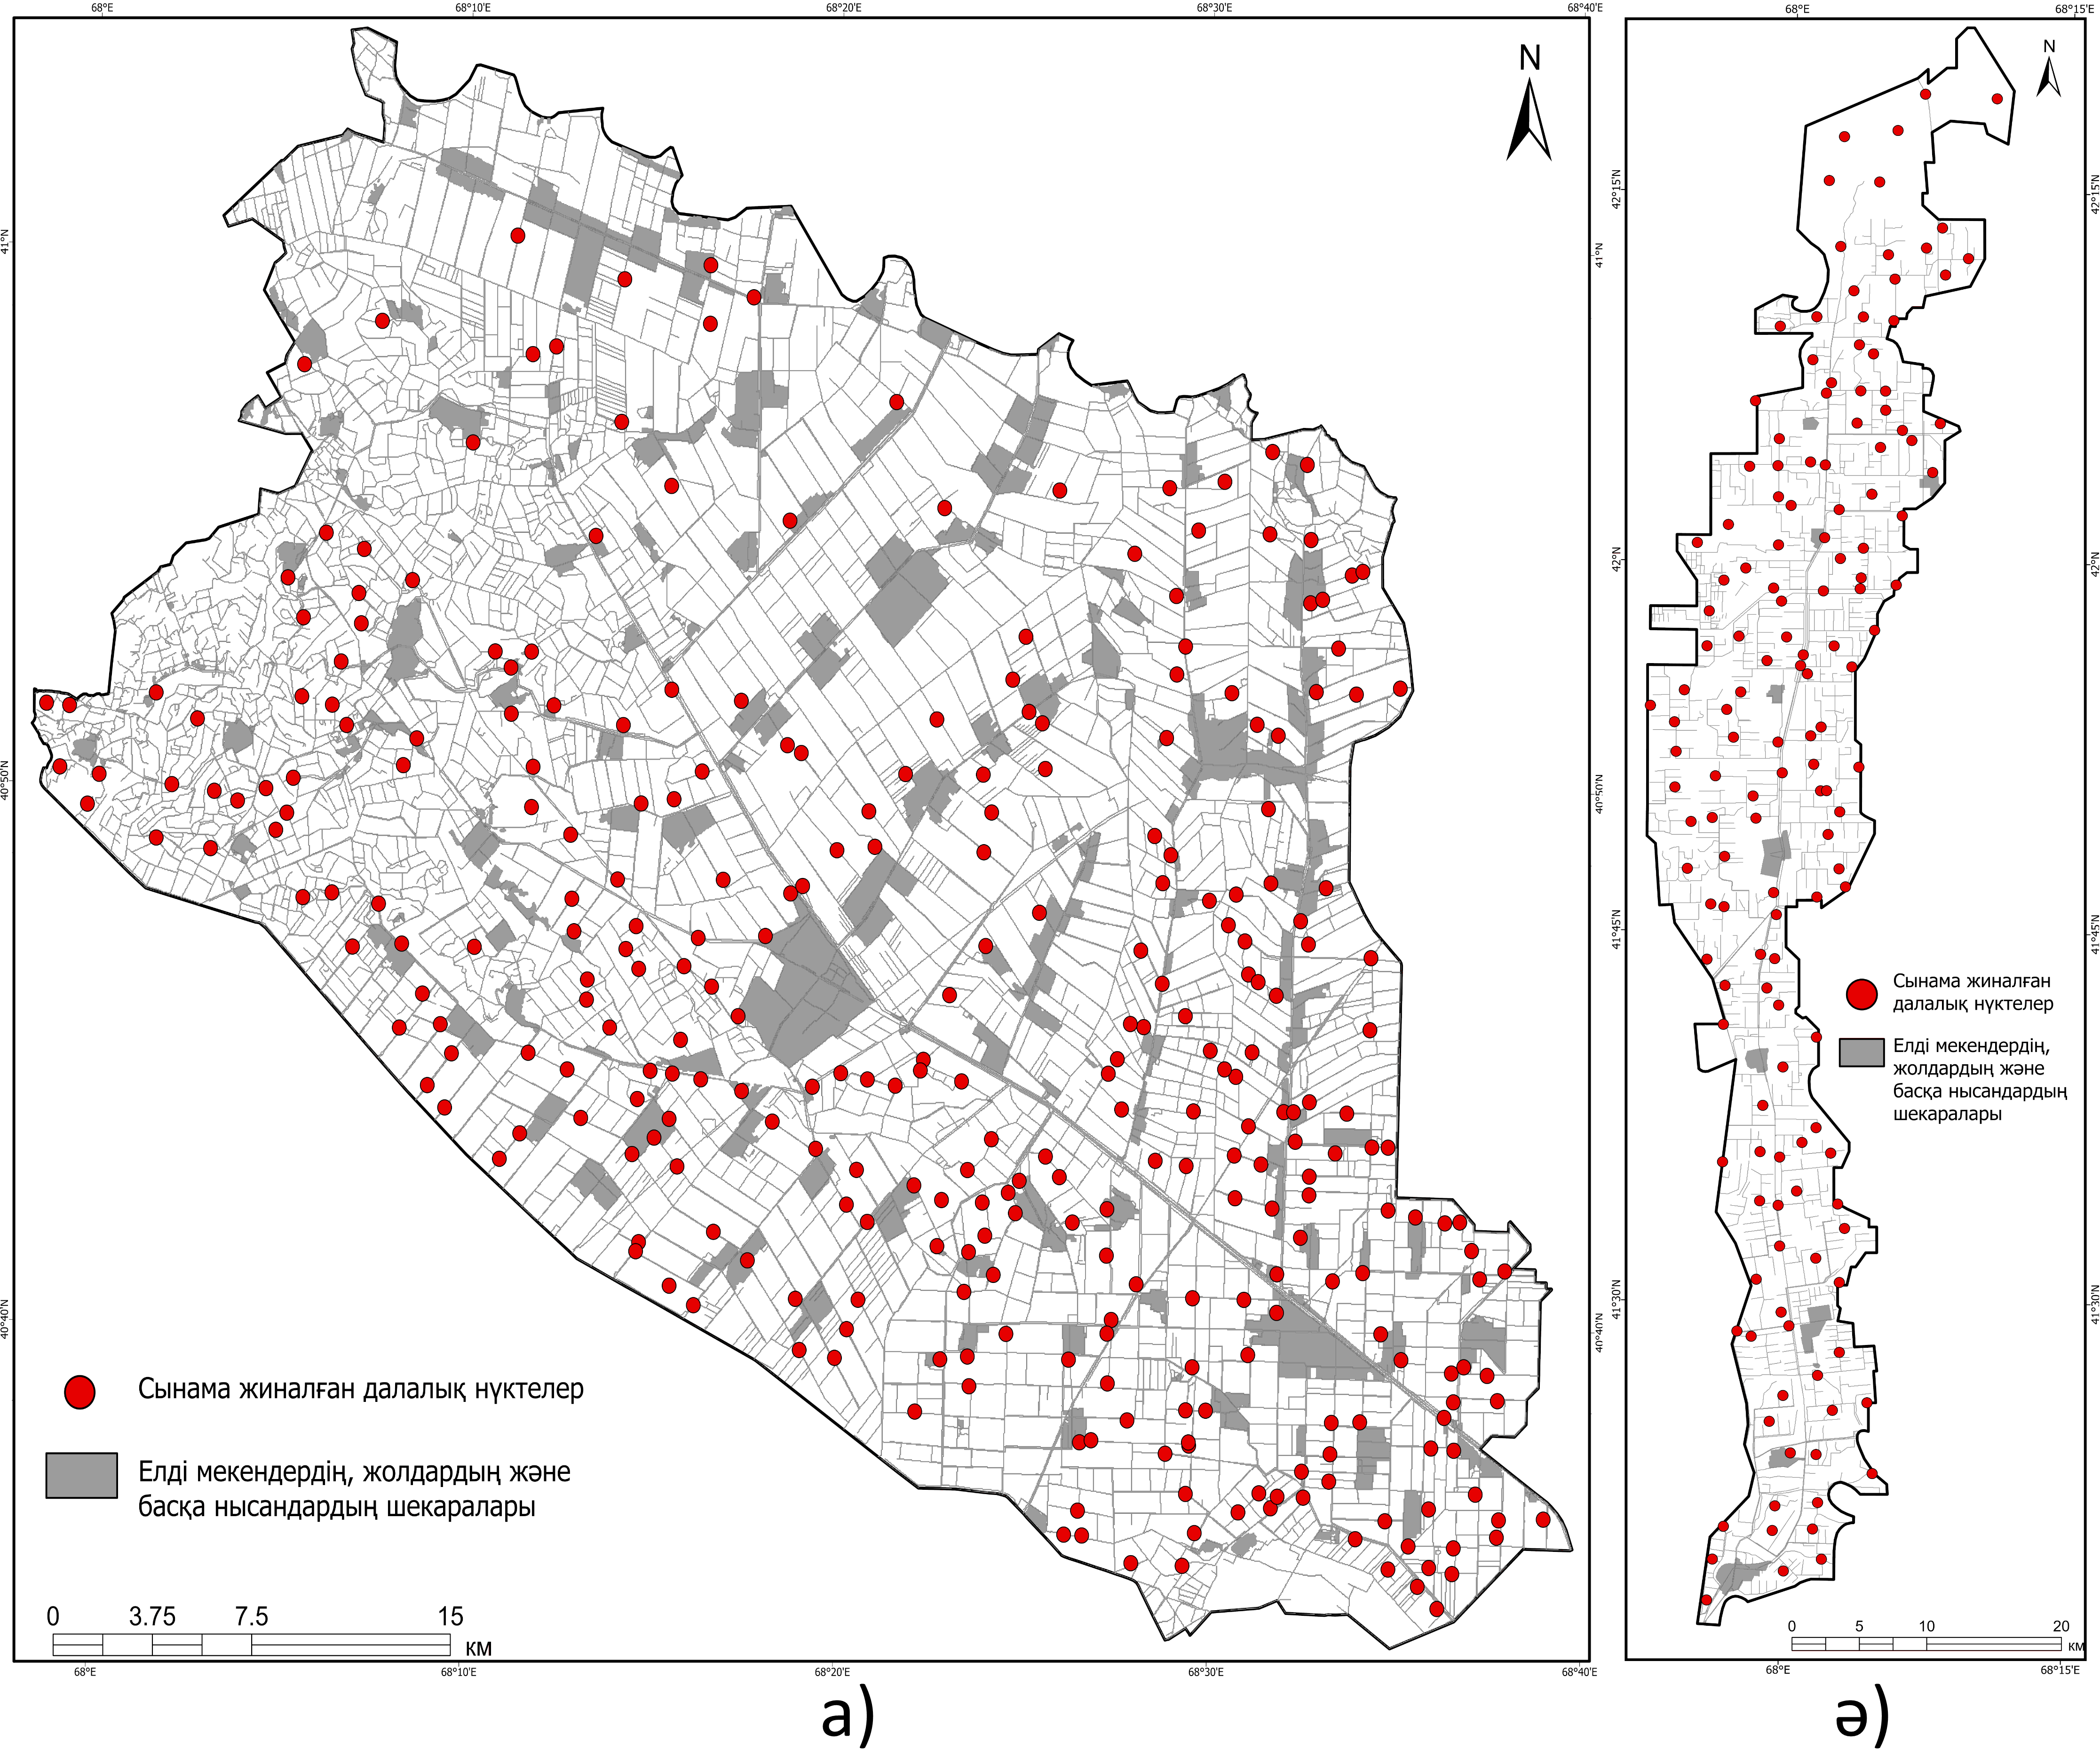 68°E 68°10'E 68°20'E 68°30'E 68°40'E
N
41°N 41°N
40°50'N 40°50'N
40°40'N 40°40'N
Сынама жиналған далалық нүктелер
Елді мекендердің, жолдардың және
басқа нысандардың шекаралары
0 3.75 7.5 15
км
68°E 68°10'E 68°20'E 68°30'E 68°40'E
а)
68°E 68°15'E
N
42°15'N 42°15'N
42°N 42°N
41°45'N 41°45'N
Сынама жиналған
далалық нүктелер
Елді мекендердің,
жолдардың және
басқа нысандардың
шекаралары
41°30'N 41°30'N
0 5 10 20
км
68°E 68°15'E
ә)